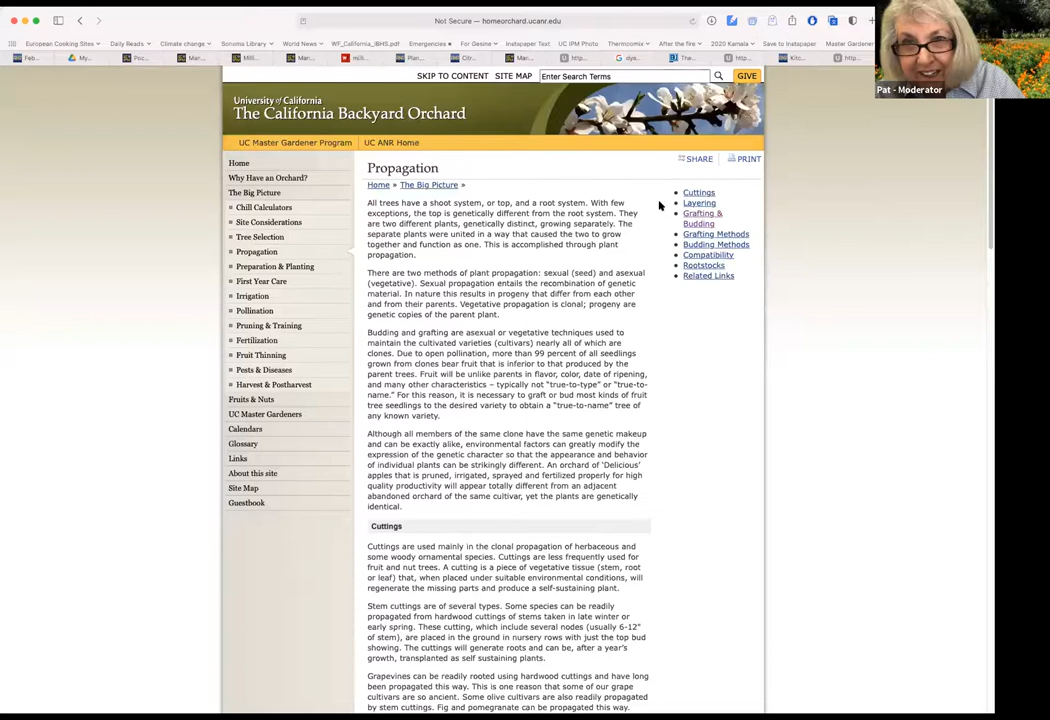 Not Secure — homeorchard.ucanr.edu
European Cooking Sites Daily Reads Climate change Sonoma Library World News WF_California_IBHS.pdf Emergencies For Gesine Instapaper Text UC IPM Photo Thermomix After the fire 2020 Kamala Save to Instapaper Master Gardener
Feb... My... Poc... Mar... Milli... Mar... mill... Plan... Citr... Mar... http... dye... The... http... Kitc... http...
Pat - Moderator
SKIP TO CONTENT SITE MAP Enter Search Terms GIVE
University of California
The California Backyard Orchard
UC Master Gardener Program UC ANR Home
Home
Why Have an Orchard?
The Big Picture
Chill Calculators
Site Considerations
Tree Selection
Propagation
Preparation & Planting
First Year Care
Irrigation
Pollination
Pruning & Training
Fertilization
Fruit Thinning
Pests & Diseases
Harvest & Postharvest
Fruits & Nuts
UC Master Gardeners
Calendars
Glossary
Links
About this site
Site Map
Guestbook
SHARE PRINT
Propagation
Home » The Big Picture »
All trees have a shoot system, or top, and a root system. With few
exceptions, the top is genetically different from the root system. They
are two different plants, genetically distinct, growing separately. The
separate plants were united in a way that caused the two to grow
together and function as one. This is accomplished through plant
propagation.
There are two methods of plant propagation: sexual (seed) and asexual
(vegetative). Sexual propagation entails the recombination of genetic
material. In nature this results in progeny that differ from each other
and from their parents. Vegetative propagation is clonal; progeny are
genetic copies of the parent plant.
Budding and grafting are asexual or vegetative techniques used to
maintain the cultivated varieties (cultivars) nearly all of which are
clones. Due to open pollination, more than 99 percent of all seedlings
grown from clones bear fruit that is inferior to that produced by the
parent trees. Fruit will be unlike parents in flavor, color, date of ripening,
and many other characteristics – typically not "true-to-type" or "true-to-
name." For this reason, it is necessary to graft or bud most kinds of fruit
tree seedlings to the desired variety to obtain a "true-to-name" tree of
any known variety.
Although all members of the same clone have the same genetic makeup
and can be exactly alike, environmental factors can greatly modify the
expression of the genetic character so that the appearance and behavior
of individual plants can be strikingly different. An orchard of 'Delicious'
apples that is pruned, irrigated, sprayed and fertilized properly for high
quality productivity will appear totally different from an adjacent
abandoned orchard of the same cultivar, yet the plants are genetically
identical.
Cuttings
Cuttings are used mainly in the clonal propagation of herbaceous and
some woody ornamental species. Cuttings are less frequently used for
fruit and nut trees. A cutting is a piece of vegetative tissue (stem, root
or leaf) that, when placed under suitable environmental conditions, will
regenerate the missing parts and produce a self-sustaining plant.
Stem cuttings are of several types. Some species can be readily
propagated from hardwood cuttings of stems taken in late winter or
early spring. These cutting, which include several nodes (usually 6-12"
of stem), are placed in the ground in nursery rows with just the top bud
showing. The cuttings will generate roots and can be, after a year's
growth, transplanted as self sustaining plants.
Grapevines can be readily rooted using hardwood cuttings and have long
been propagated this way. This is one reason that some of our grape
cultivars are so ancient. Some olive cultivars are also readily propagated
by stem cuttings. Fig and pomegranate can be propagated this way.
Cuttings
Layering
Grafting &
Budding
Grafting Methods
Budding Methods
Compatibility
Rootstocks
Related Links